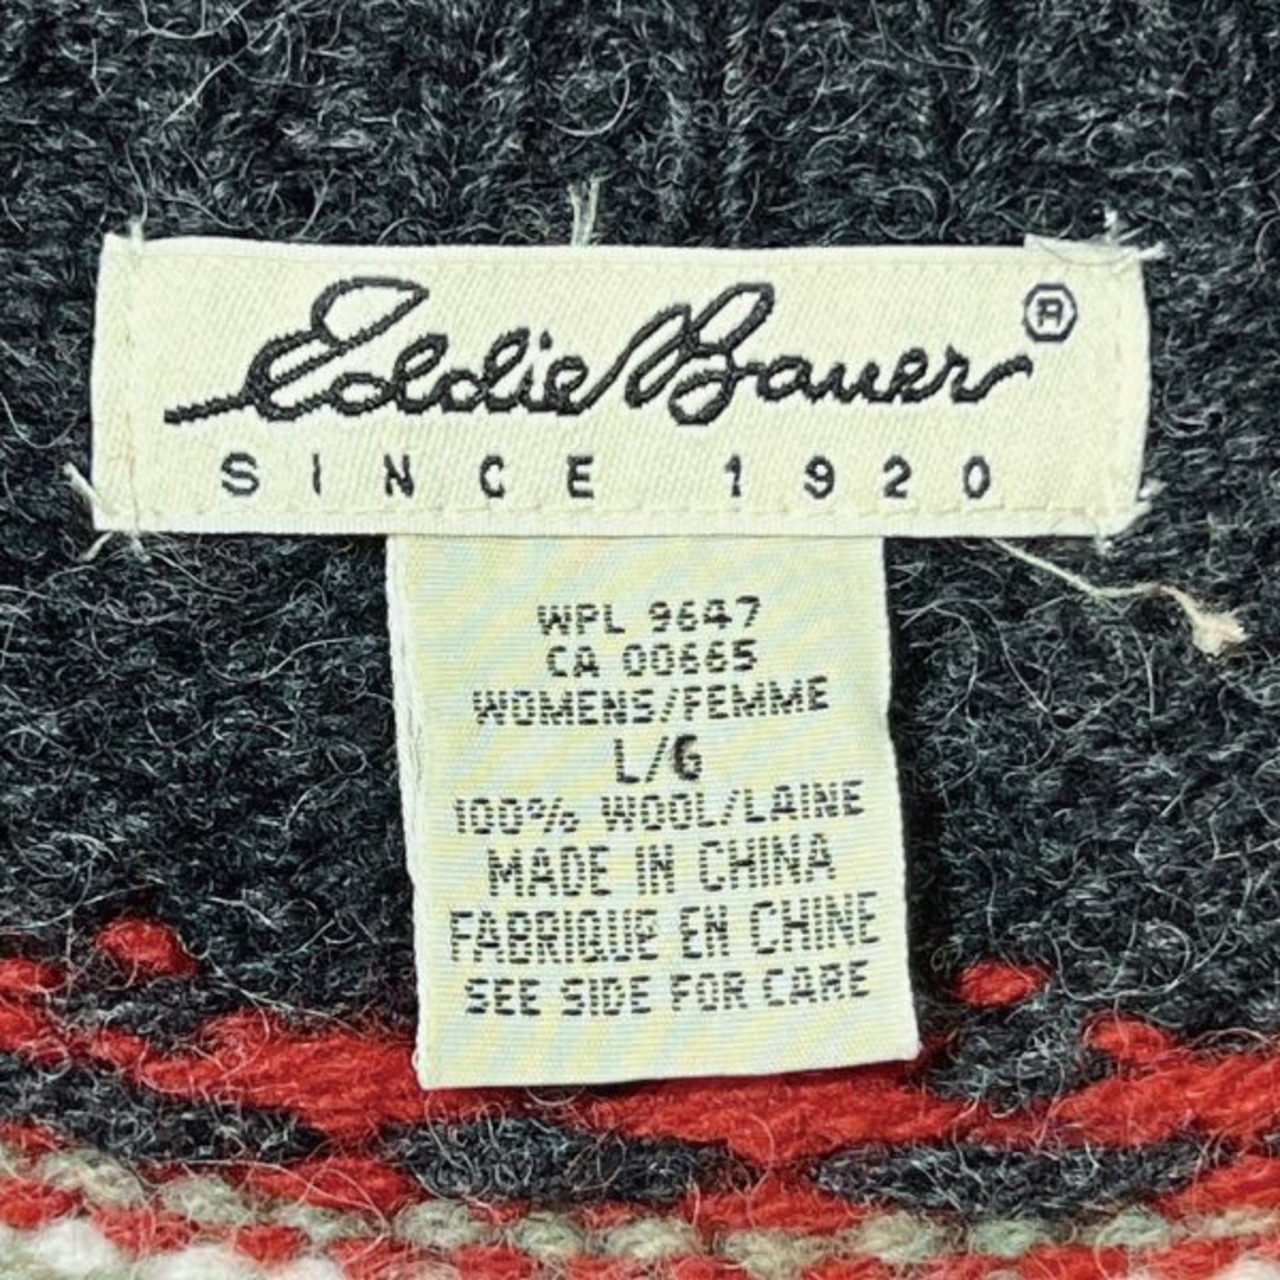 Eddie Bauer®
SINCE 1920
WPL 9647
CA 00665
WOMENS/FEMME
L/G
100% WOOL/LAINE
MADE IN CHINA
FABRIQUE EN CHINE
SEE SIDE FOR CARE